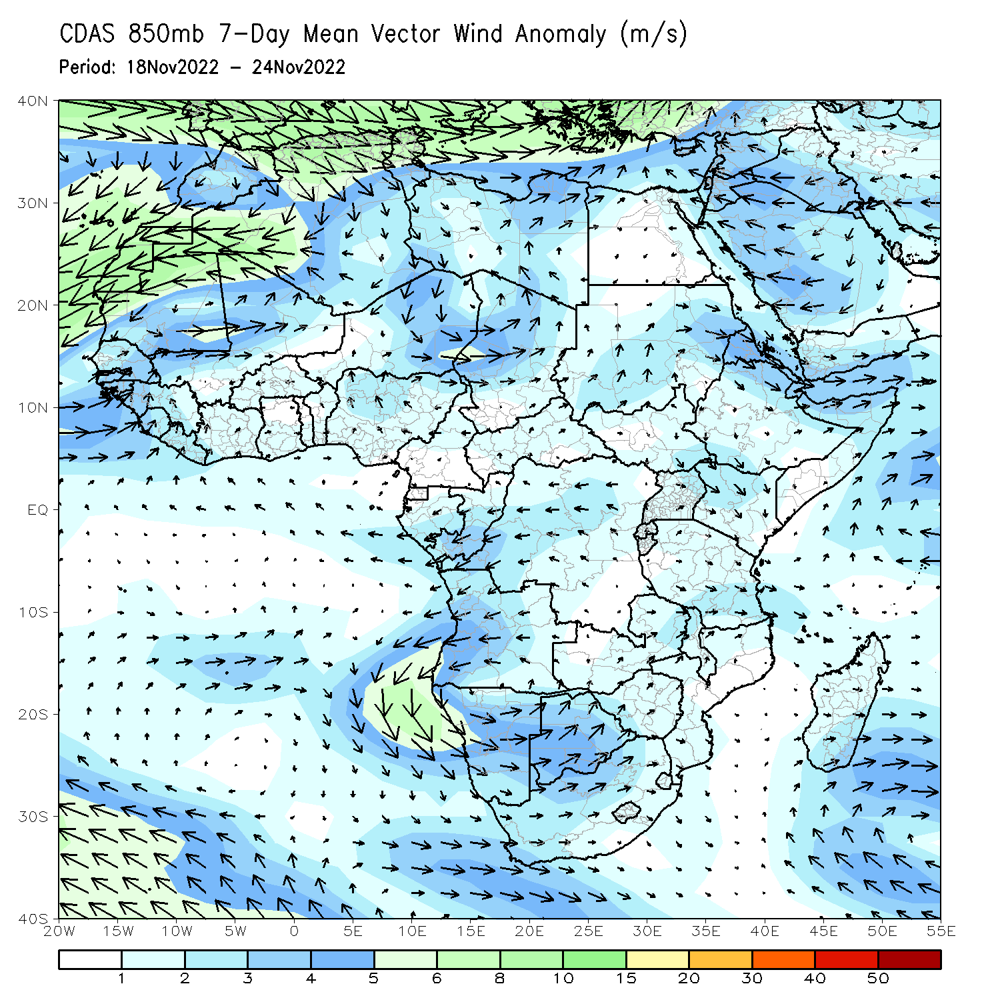 CDAS 850mb 7-Day Mean Vector Wind Anomaly (m/s)
Period: 18Nov2022 - 24Nov2022
40N
30N
20N
10N
EQ
10S
20S
30S
40S
20W 15W 10W 5W 0 5E 10E 15E 20E 25E 30E 35E 40E 45E 50E 55E
1 2 3 4 5 6 8 10 15 20 30 40 50